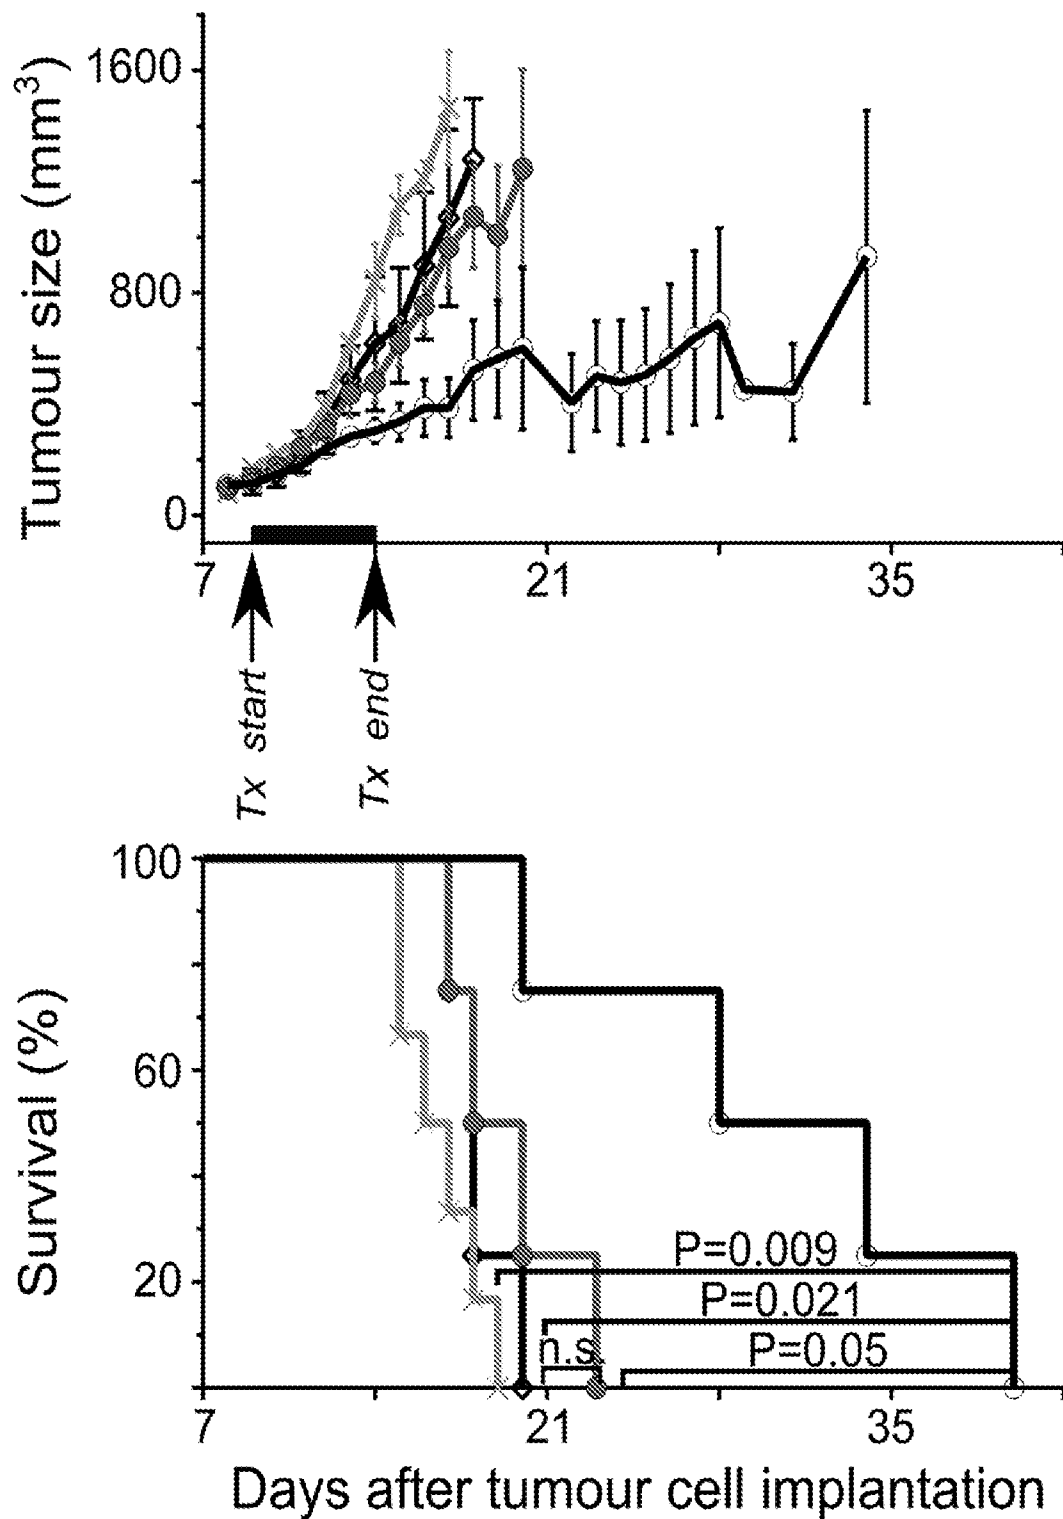 Tumour size (mm³)
1600
800
0
7 21 35
Tx start
Tx end
Survival (%)
100
60
20
P=0.009
P=0.021
n.s.
P=0.05
7 21 35
Days after tumour cell implantation